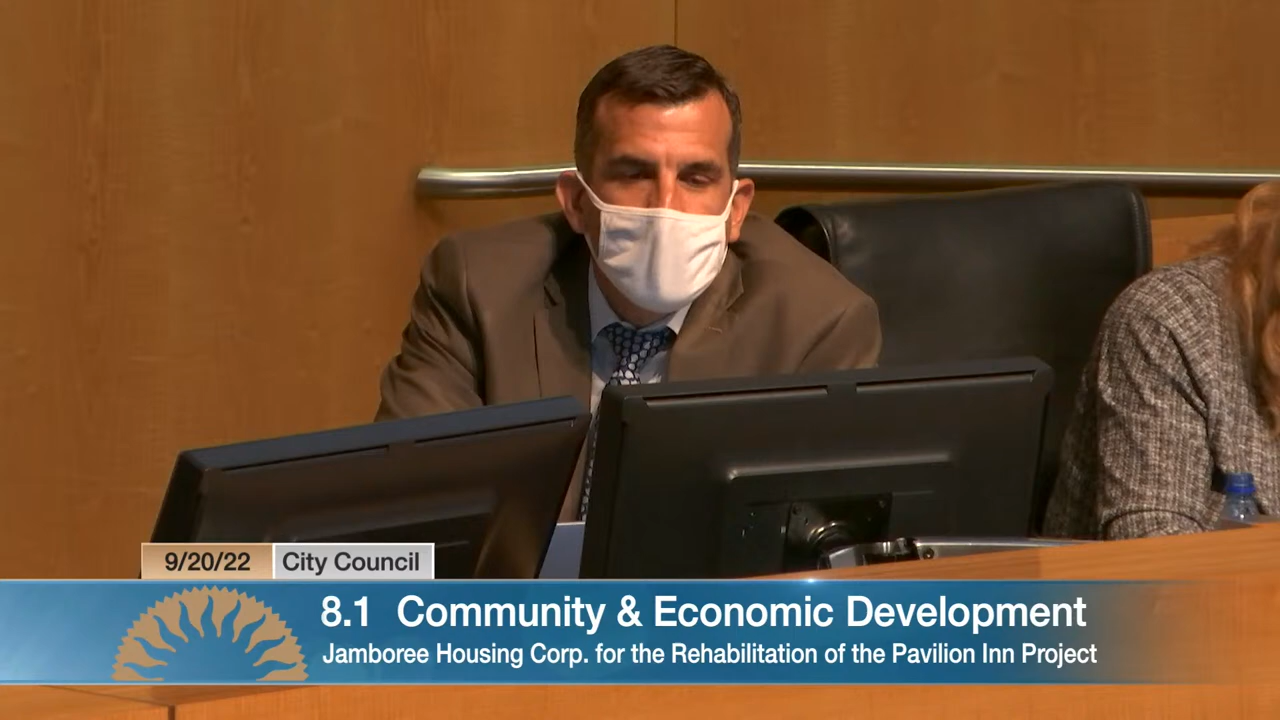 9/20/22 City Council
8.1 Community & Economic Development
Jamboree Housing Corp. for the Rehabilitation of the Pavilion Inn Project